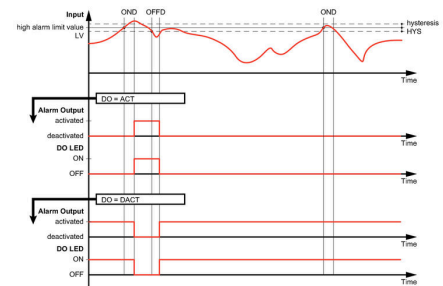 Input
OND OFFD OND
high alarm limit value
LV
hysteresis
HYS
Time
DO = ACT
Alarm Output
activated
deactivated
Time
DO LED
ON
OFF
Time
DO = DACT
Alarm Output
activated
deactivated
Time
DO LED
ON
OFF
Time